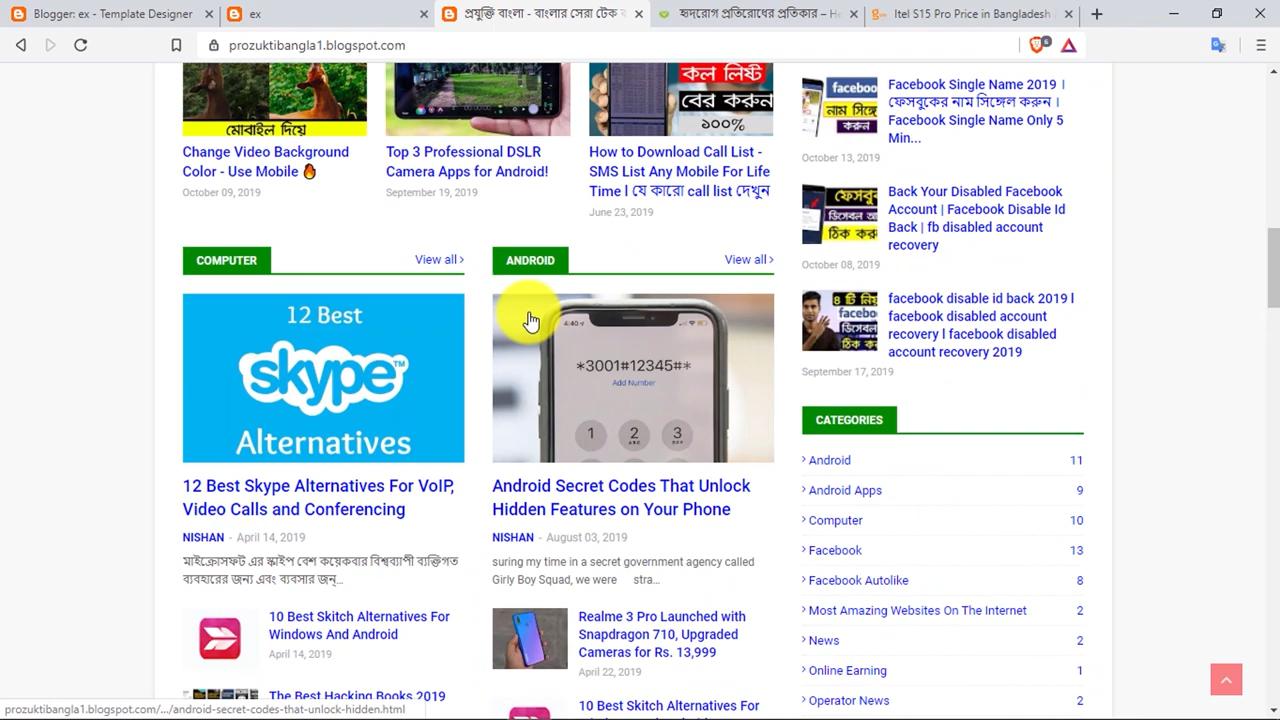 Blogger: ex - Template Designer
ex
প্রযুক্তি বাংলা - বাংলার সেরা টেক ব
হৃদরোগ প্রতিরোধের প্রতিকার – He
Itel S15 Pro Price in Bangladesh
prozuktibangla1.blogspot.com
6
মোবাইল দিয়ে
কল লিস্ট
বের করুন
১০০%
Change Video Background
Color - Use Mobile
October 09, 2019
Top 3 Professional DSLR
Camera Apps for Android!
September 19, 2019
How to Download Call List -
SMS List Any Mobile For Life
Time l যে কারো call list দেখুন
June 23, 2019
COMPUTER
View all
12 Best
skype
TM
Alternatives
12 Best Skype Alternatives For VoIP,
Video Calls and Conferencing
NISHAN - April 14, 2019
মাইক্রোসফট এর স্কাইপ বেশ কয়েকবার বিশ্বব্যাপী ব্যক্তিগত
ব্যবহারের জন্য এবং ব্যবসার জন্...
10 Best Skitch Alternatives For
Windows And Android
April 14, 2019
The Best Hacking Books 2019
ANDROID
View all
4:40
*3001#12345#*
Add Number
1
2
3
Android Secret Codes That Unlock
Hidden Features on Your Phone
NISHAN - August 03, 2019
suring my time in a secret government agency called
Girly Boy Squad, we were stra...
Realme 3 Pro Launched with
Snapdragon 710, Upgraded
Cameras for Rs. 13,999
April 22, 2019
10 Best Skitch Alternatives For
facebo
নাম সিঙ্গে
করুন
Facebook Single Name 2019 ।
ফেসবুকের নাম সিঙ্গেল করুন ।
Facebook Single Name Only 5
Min...
October 13, 2019
ফেসব
ডিসেবল আ
ঠিক কর
Back Your Disabled Facebook
Account | Facebook Disable Id
Back | fb disabled account
recovery
October 08, 2019
৪ টি নিয়
facebo
ঠিক ক
facebook disable id back 2019 l
facebook disabled account
recovery l facebook disabled
account recovery 2019
September 17, 2019
CATEGORIES
Android 11
Android Apps 9
Computer 10
Facebook 13
Facebook Autolike 8
Most Amazing Websites On The Internet 2
News 2
Online Earning 1
Operator News 2
prozuktibangla1.blogspot.com/.../android-secret-codes-that-unlock-hidden.html